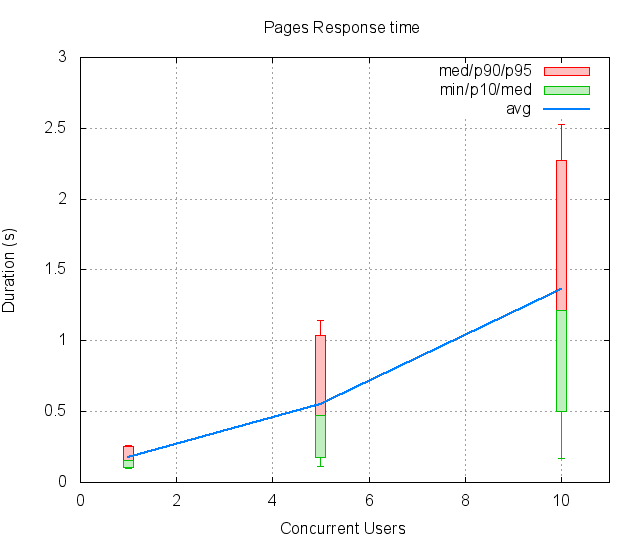 Pages Response time
3
2.5
2
1.5
1
0.5
0
med/p90/p95
min/p10/med
avg
Duration (s)
0 2 4 6 8 10
Concurrent Users